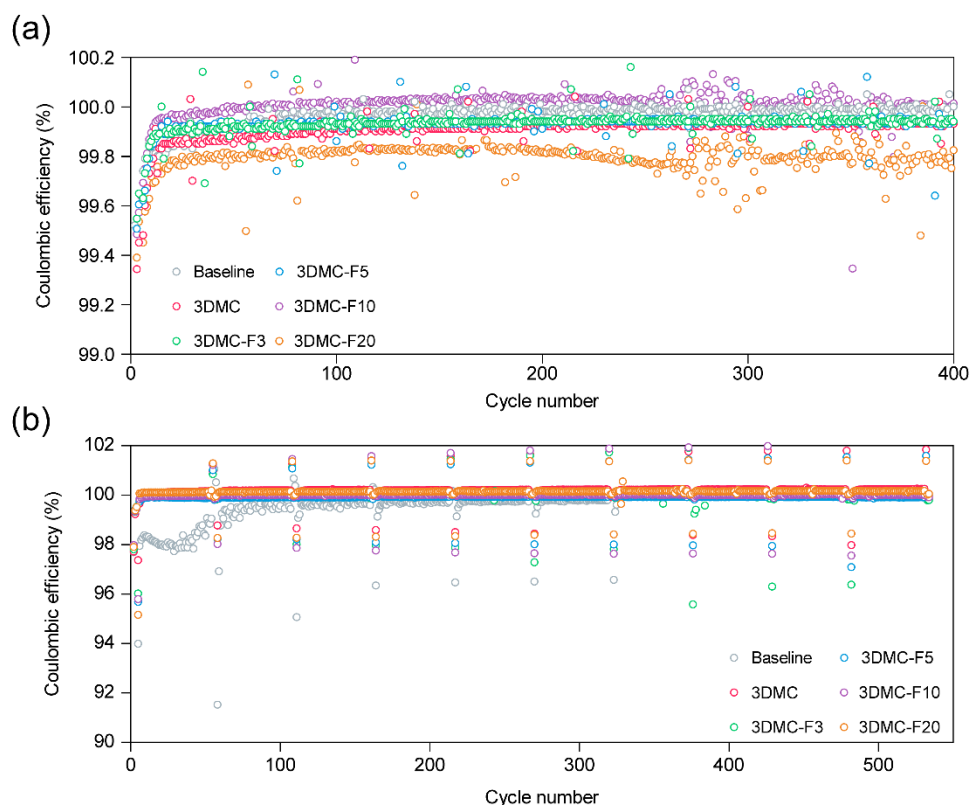 (a)
Coulombic efficiency (%)
100.2
100.0
99.8
99.6
99.4
99.2
99.0
Baseline 3DMC-F5
3DMC 3DMC-F10
3DMC-F3 3DMC-F20
0 100 200 300 400
Cycle number
(b)
Coulombic efficiency (%)
102
100
98
96
94
92
90
Baseline 3DMC-F5
3DMC 3DMC-F10
3DMC-F3 3DMC-F20
0 100 200 300 400 500
Cycle number